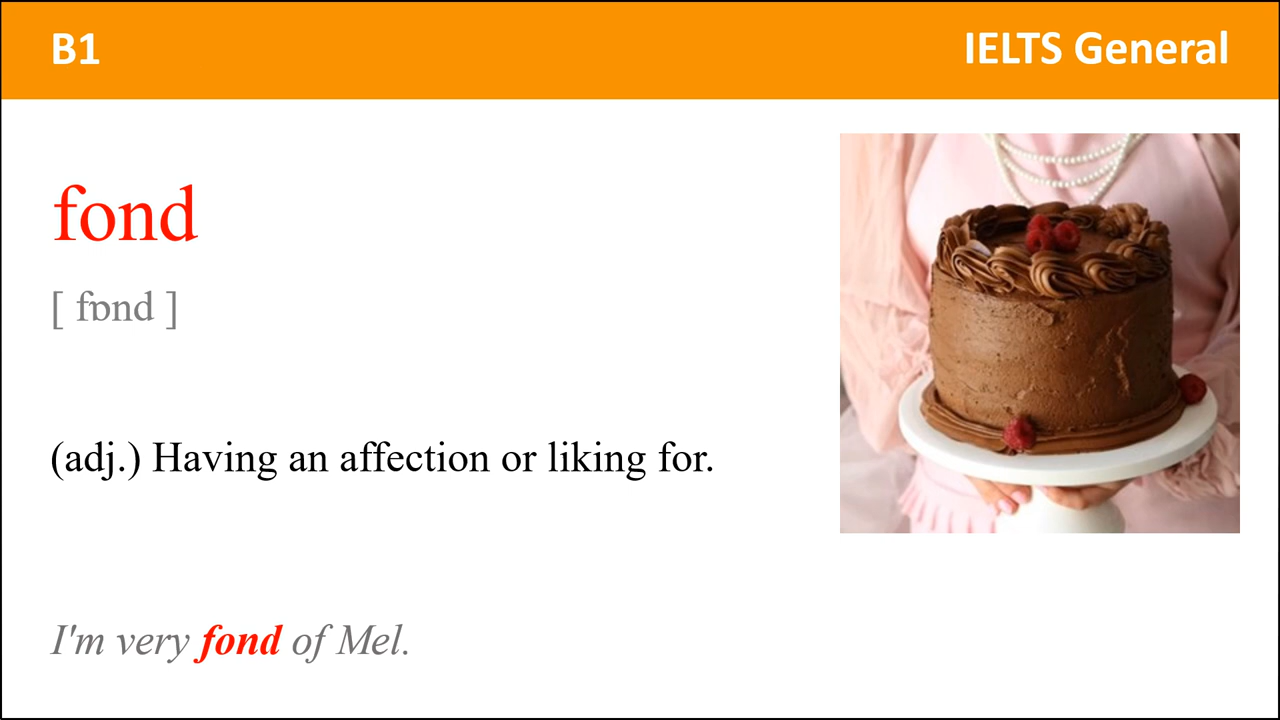 B1
IELTS General
fond
[ fɒnd ]
(adj.) Having an affection or liking for.
I'm very fond of Mel.